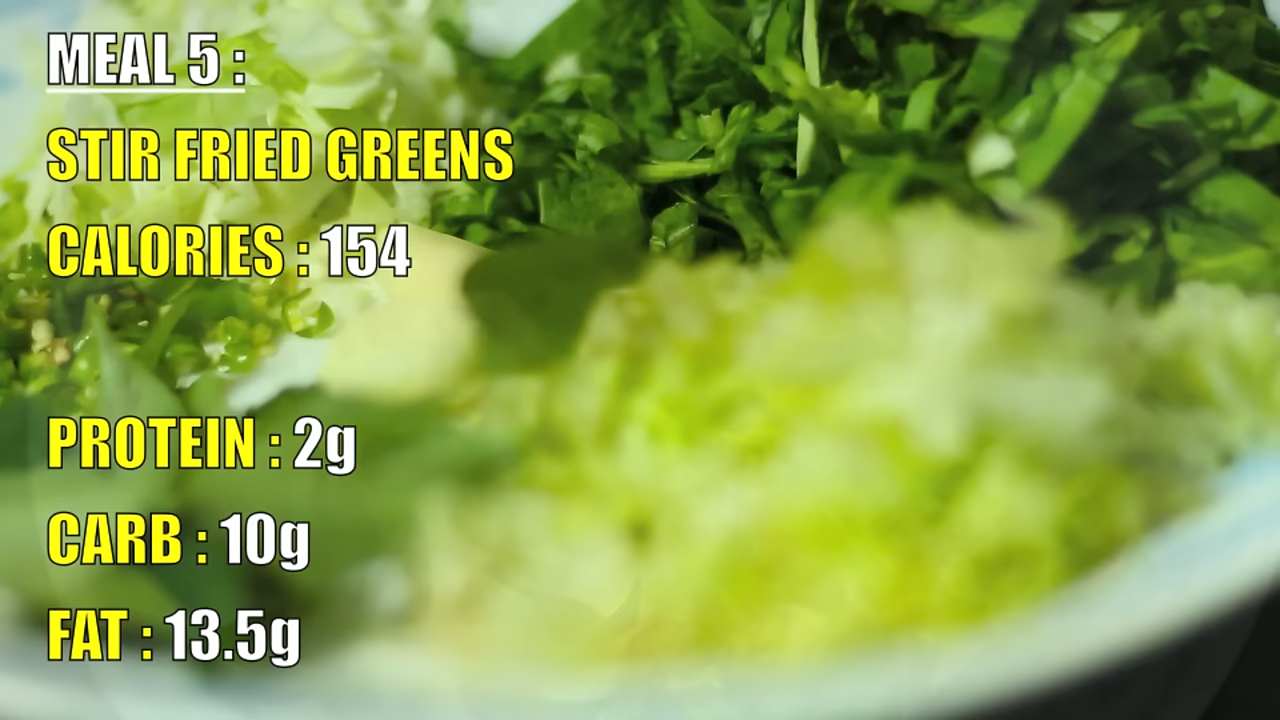 MEAL 5 :
STIR FRIED GREENS
CALORIES : 154
PROTEIN : 2g
CARB : 10g
FAT : 13.5g